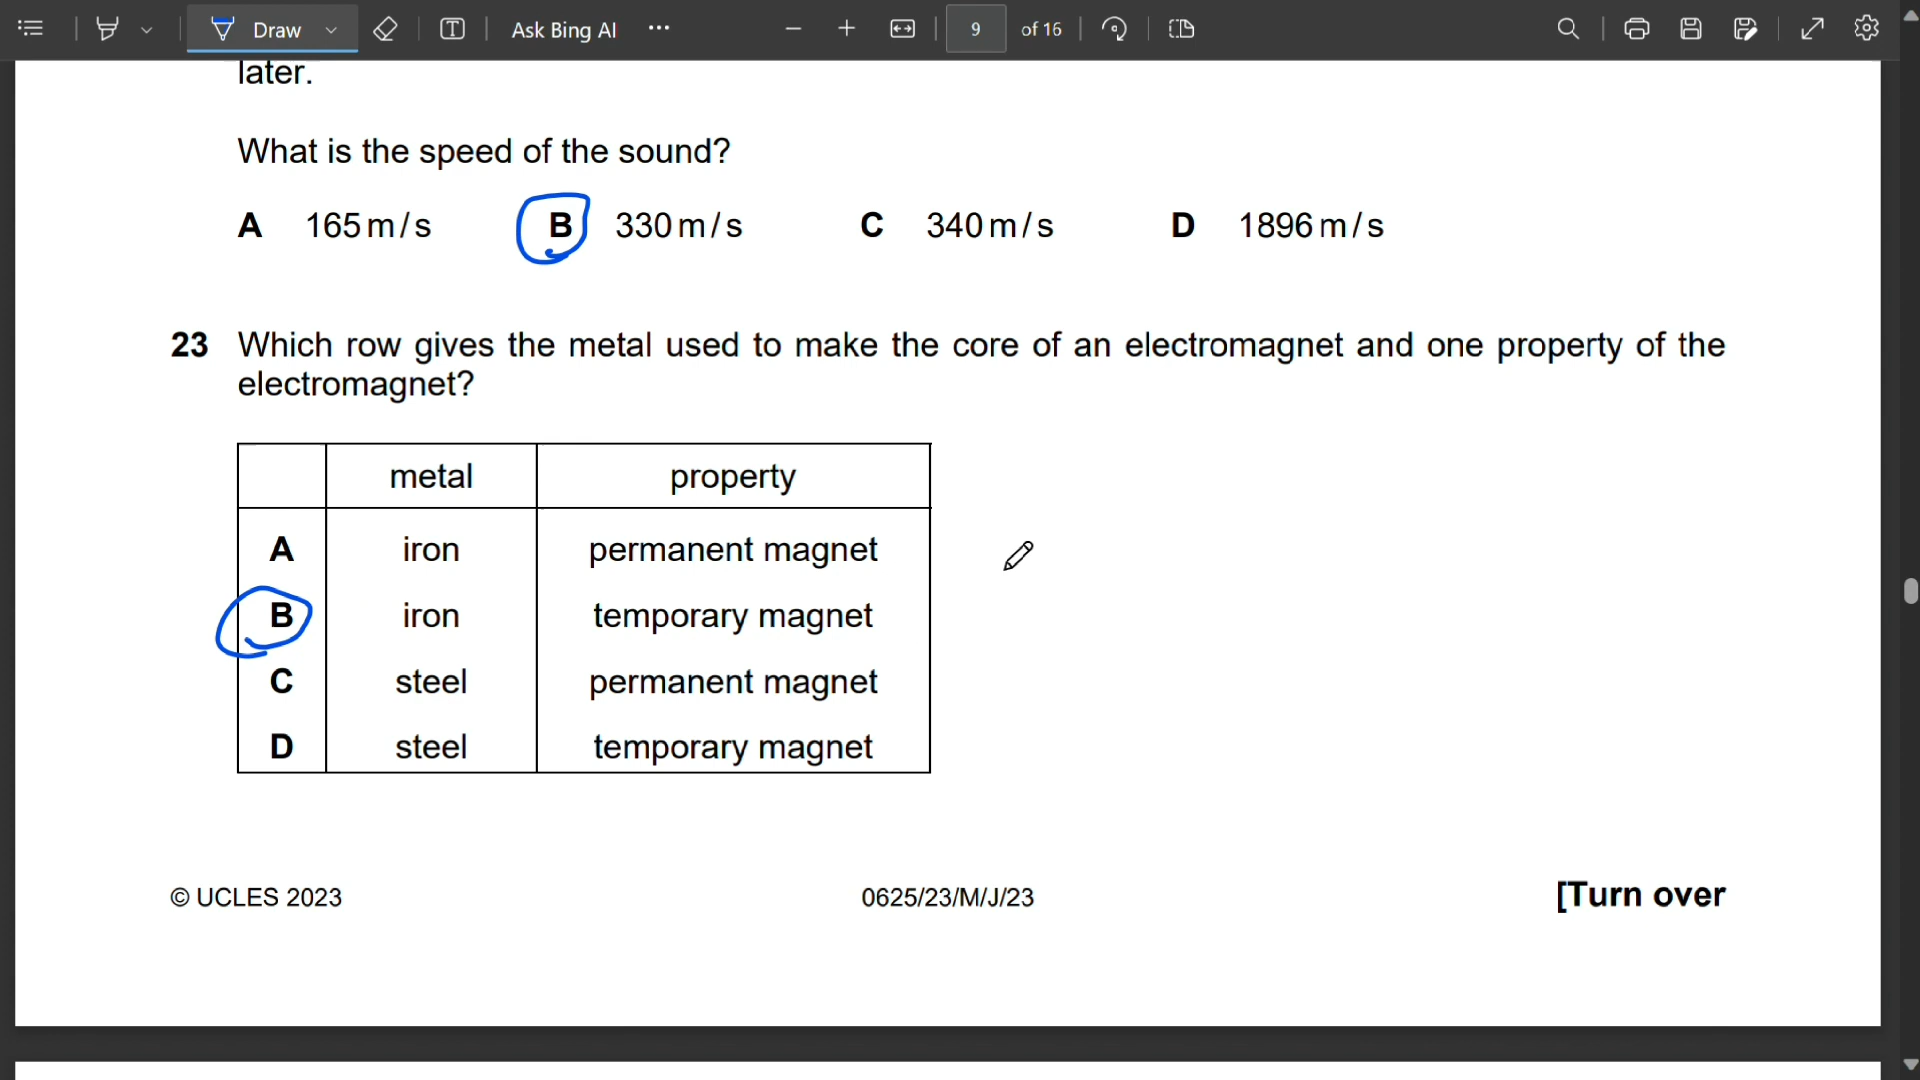 Draw
Ask Bing AI
9 of 16
later.
What is the speed of the sound?
A 165 m/s B 330 m/s C 340 m/s D 1896 m/s
23 Which row gives the metal used to make the core of an electromagnet and one property of the
electromagnet?
metal property
A iron permanent magnet
B iron temporary magnet
C steel permanent magnet
D steel temporary magnet
© UCLES 2023 0625/23/M/J/23 [Turn over